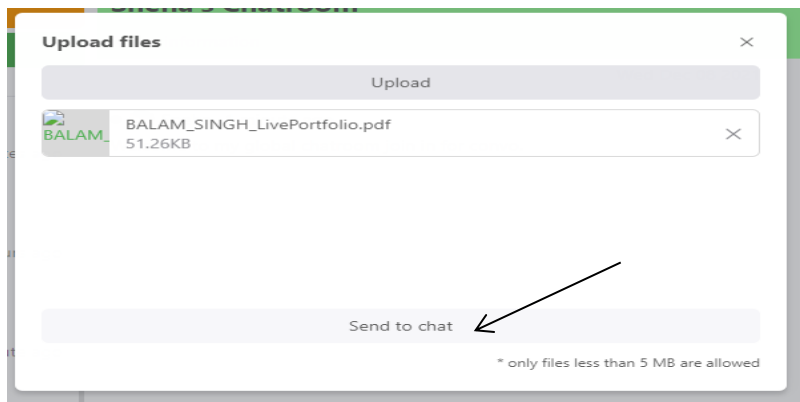 Upload files
Upload
BALAM_
BALAM_SINGH_LivePortfolio.pdf
51.26KB
Send to chat
* only files less than 5 MB are allowed